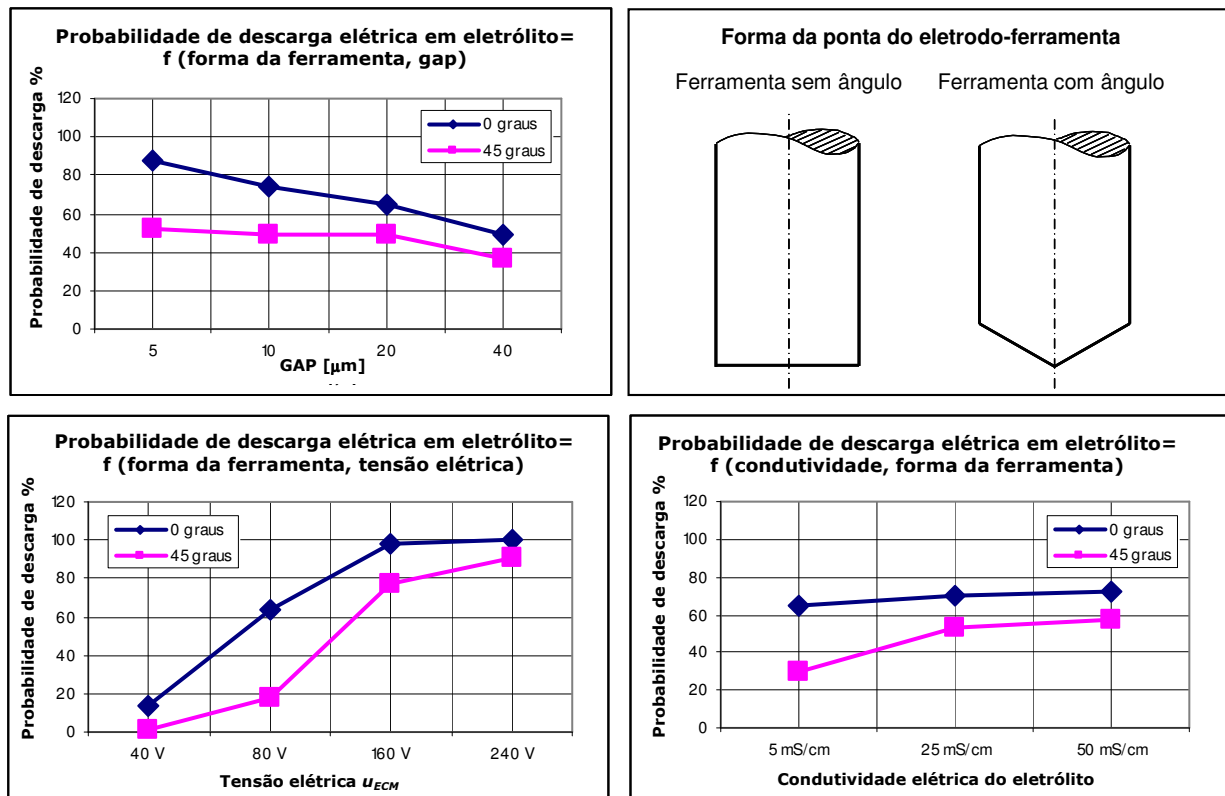 Probabilidade de descarga elétrica em eletrólito=
f (forma da ferramenta, gap)
Probabilidade de descarga %
120
100
80
60
40
20
0
0 graus
45 graus
5 10 20 40
GAP [µm]
Forma da ponta do eletrodo-ferramenta
Ferramenta sem ângulo Ferramenta com ângulo
Probabilidade de descarga elétrica em eletrólito=
f (forma da ferramenta, tensão elétrica)
Probabilidade de descarga %
120
100
80
60
40
20
0
0 graus
45 graus
40 V 80 V 160 V 240 V
Tensão elétrica uECM
Probabilidade de descarga elétrica em eletrólito=
f (condutividade, forma da ferramenta)
Probabilidade de descarga %
120
100
80
60
40
20
0
0 graus
45 graus
5 mS/cm 25 mS/cm 50 mS/cm
Condutividade elétrica do eletrólito